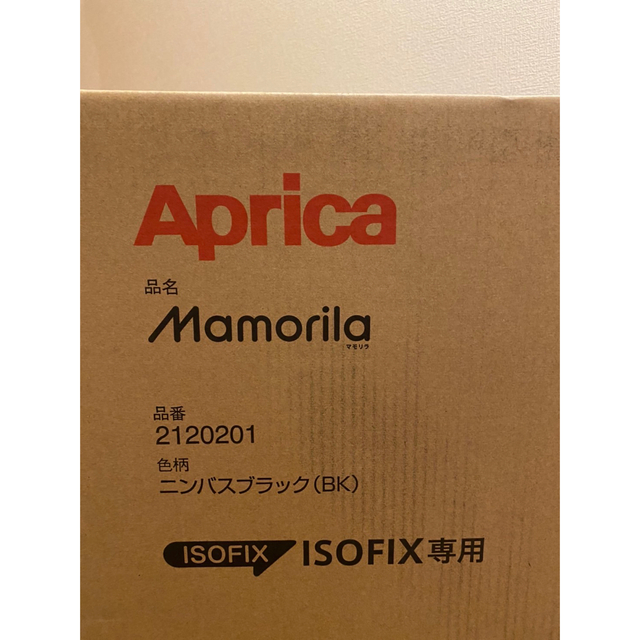 Aprica
品名
Mamorila
マモリラ
品番
2120201
色柄
ニンバスブラック(BK)
ISOFIX ISOFIX専用